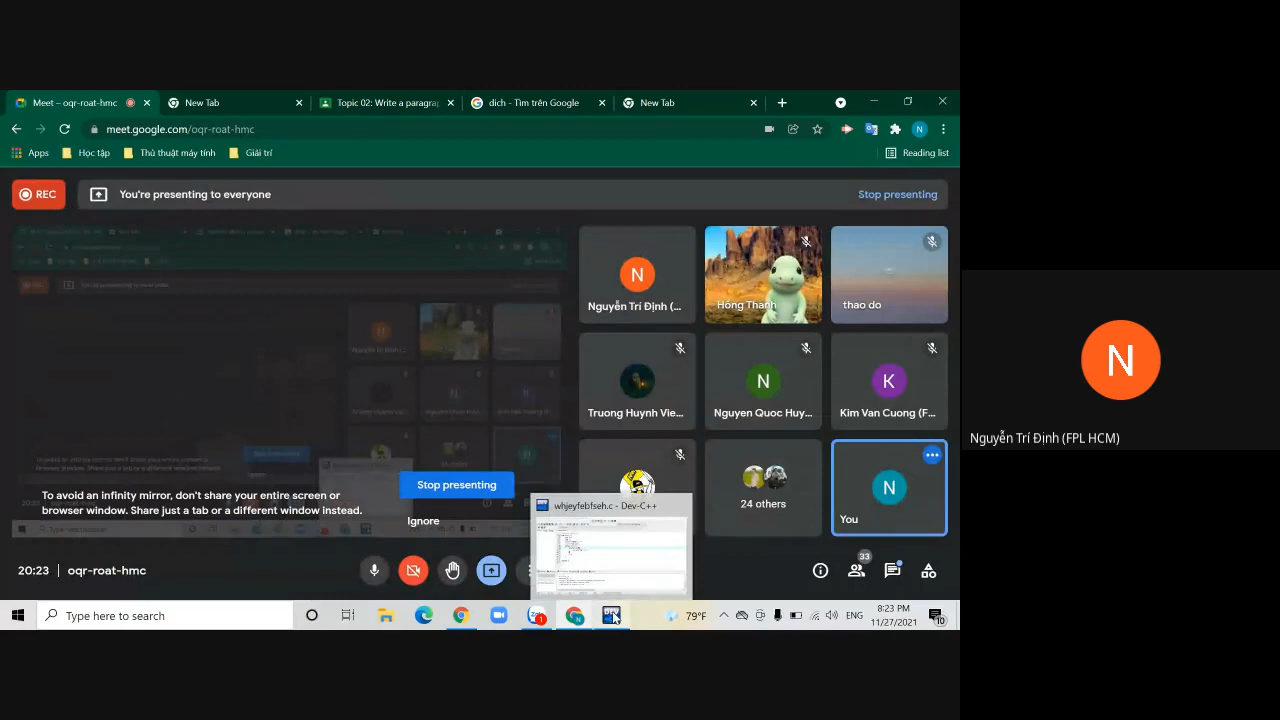 Meet – oqr-roat-hmc
New Tab
Topic 02: Write a paragra
dich - Tìm trên Google
New Tab
N
meet.google.com/oqr-roat-hmc
Apps
Học tập
Thủ thuật máy tính
Giải trí
Reading list
REC
You're presenting to everyone
Stop presenting
N
Nguyễn Trí Định (...
Hồng Thanh
thao do
Truong Huynh Vie...
N
Nguyen Quoc Huy...
K
Kim Van Cuong (F...
24 others
N
You
To avoid an infinity mirror, don't share your entire screen or
browser window. Share just a tab or a different window instead.
Stop presenting
Ignore
whjeyfebfseh.c - Dev-C++
20:23 | oqr-roat-hmc
33
Type here to search
1
N
79°F
ENG
8:23 PM
11/27/2021
10
N
Nguyễn Trí Định (FPL HCM)